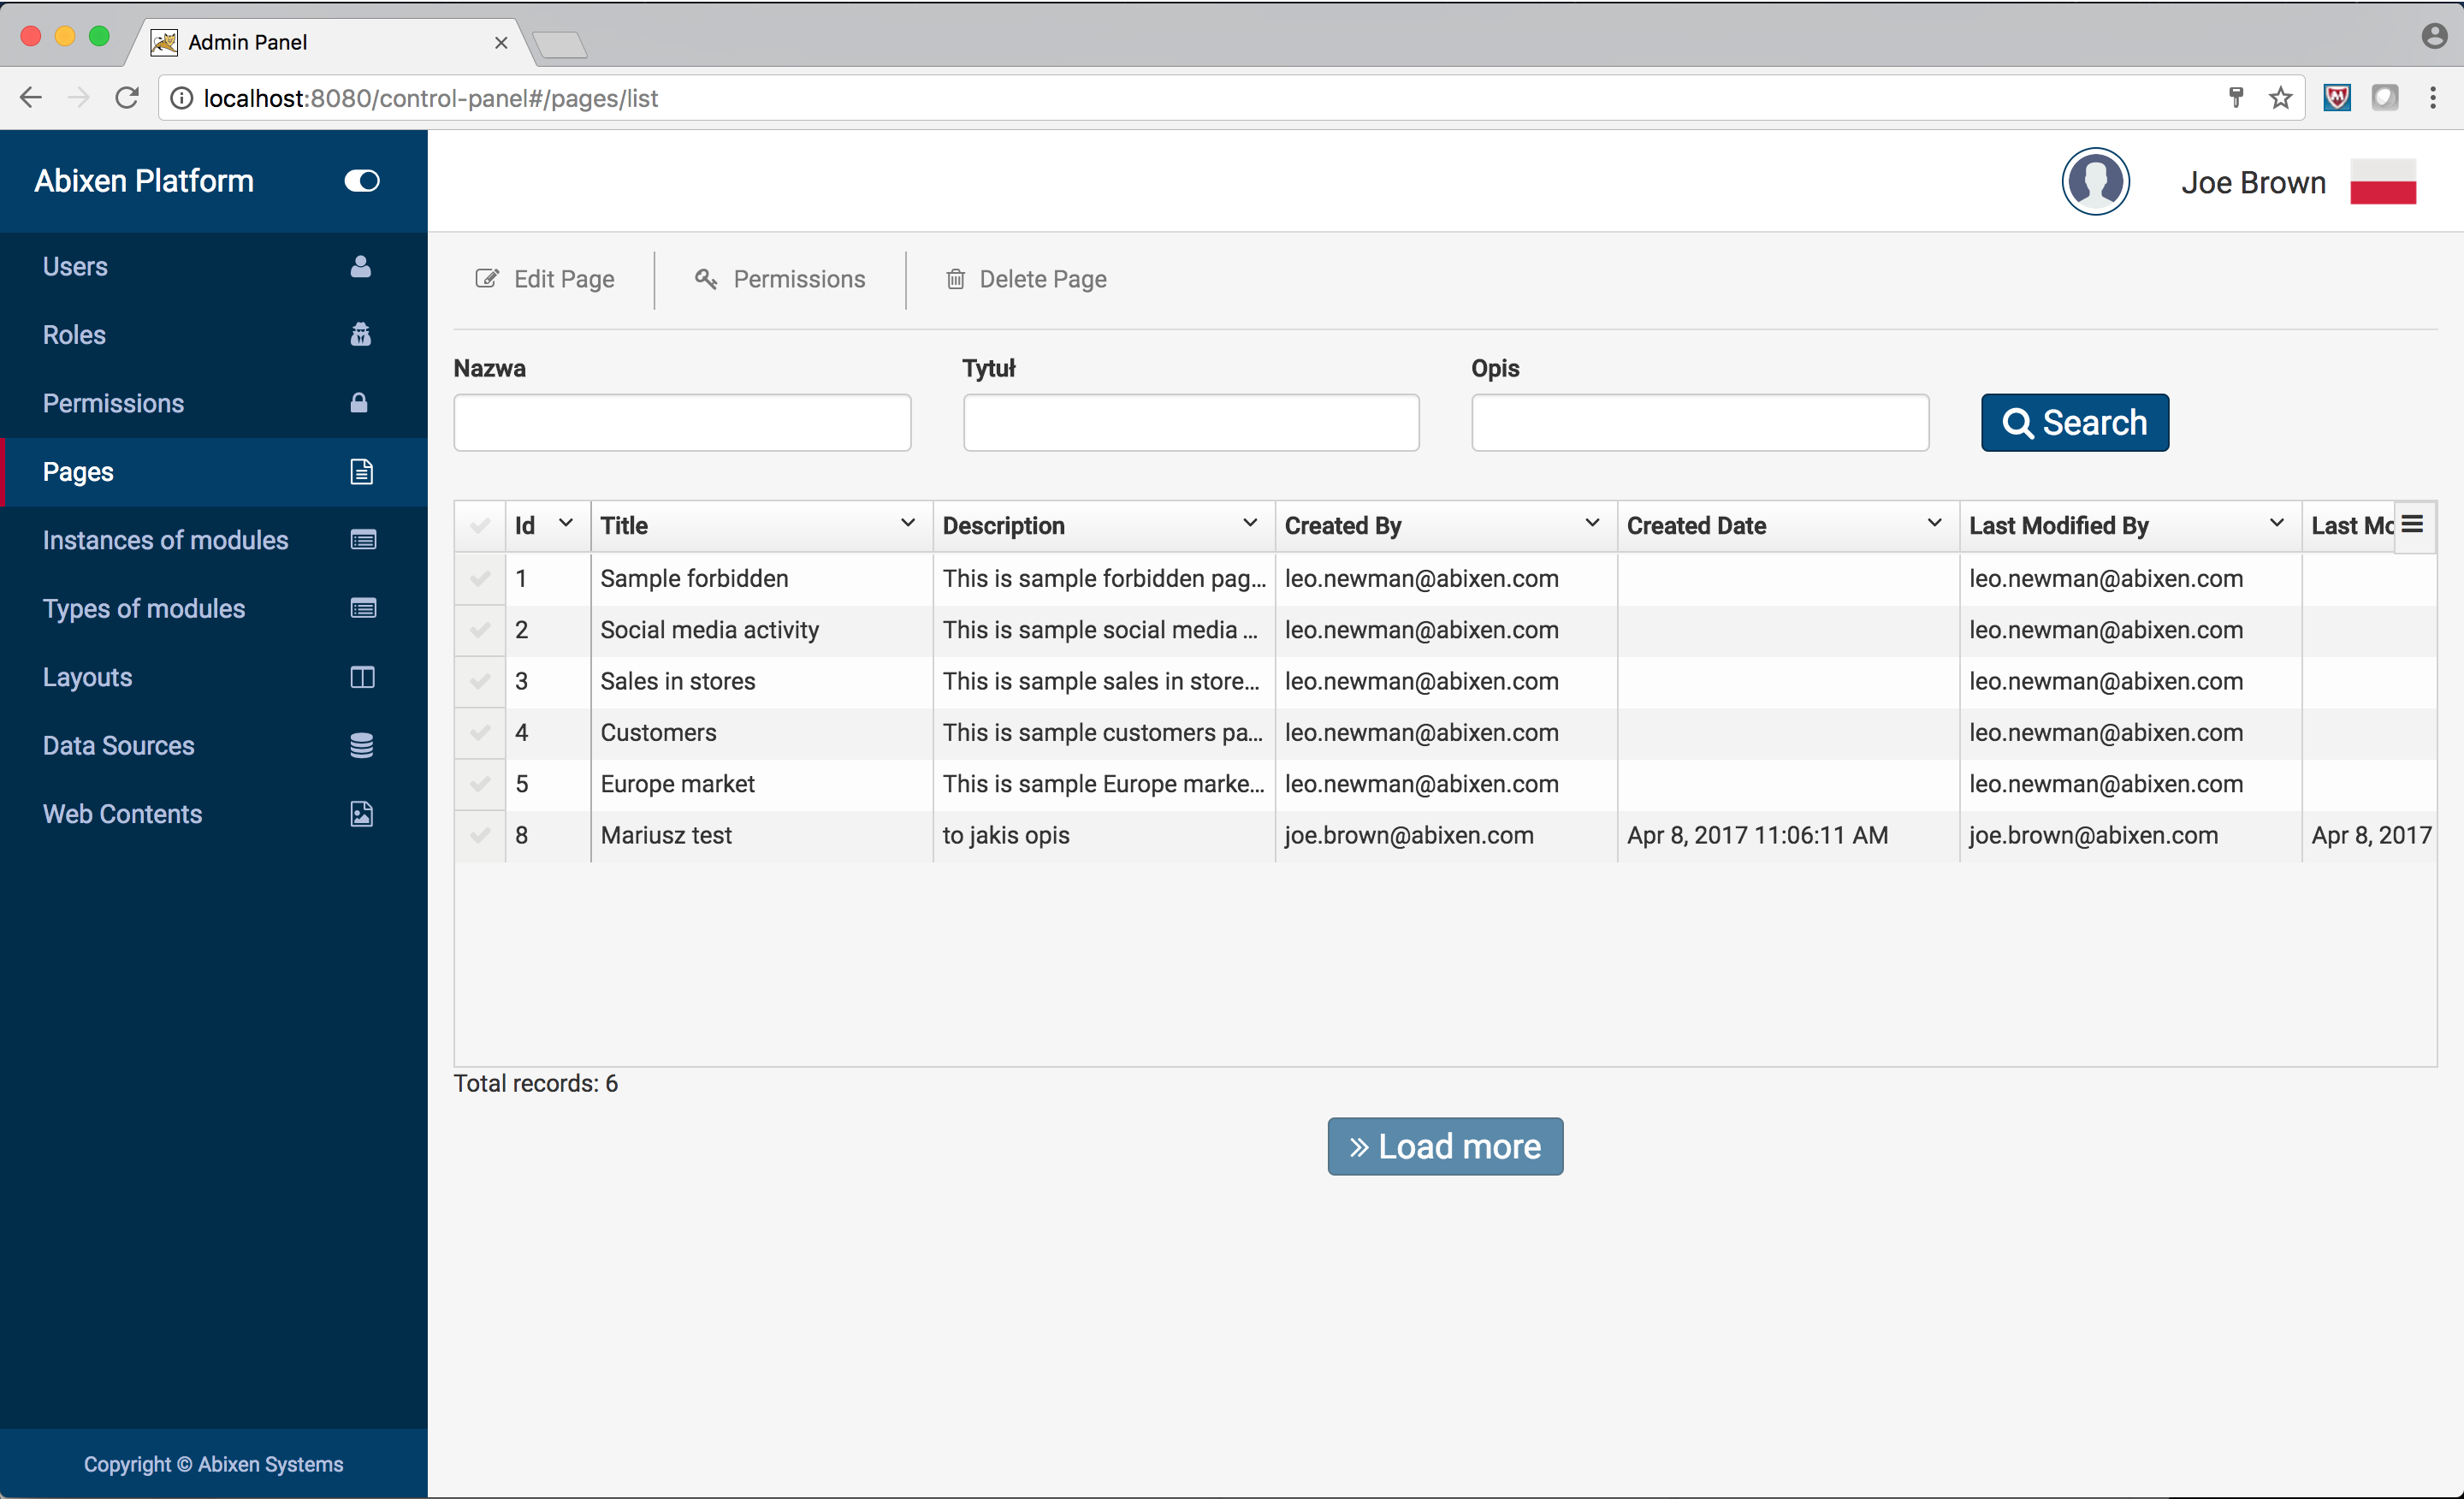 Admin Panel
localhost:8080/control-panel#/pages/list
Abixen Platform
Joe Brown
Users
Roles
Permissions
Pages
Instances of modules
Types of modules
Layouts
Data Sources
Web Contents
Copyright © Abixen Systems
Edit Page Permissions Delete Page
Nazwa Tytuł Opis
Search
Id Title Description Created By Created Date Last Modified By Last Mo
1 Sample forbidden This is sample forbidden pag... leo.newman@abixen.com leo.newman@abixen.com
2 Social media activity This is sample social media ... leo.newman@abixen.com leo.newman@abixen.com
3 Sales in stores This is sample sales in store... leo.newman@abixen.com leo.newman@abixen.com
4 Customers This is sample customers pa... leo.newman@abixen.com leo.newman@abixen.com
5 Europe market This is sample Europe marke... leo.newman@abixen.com leo.newman@abixen.com
8 Mariusz test to jakis opis joe.brown@abixen.com Apr 8, 2017 11:06:11 AM joe.brown@abixen.com Apr 8, 2017
Total records: 6
Load more